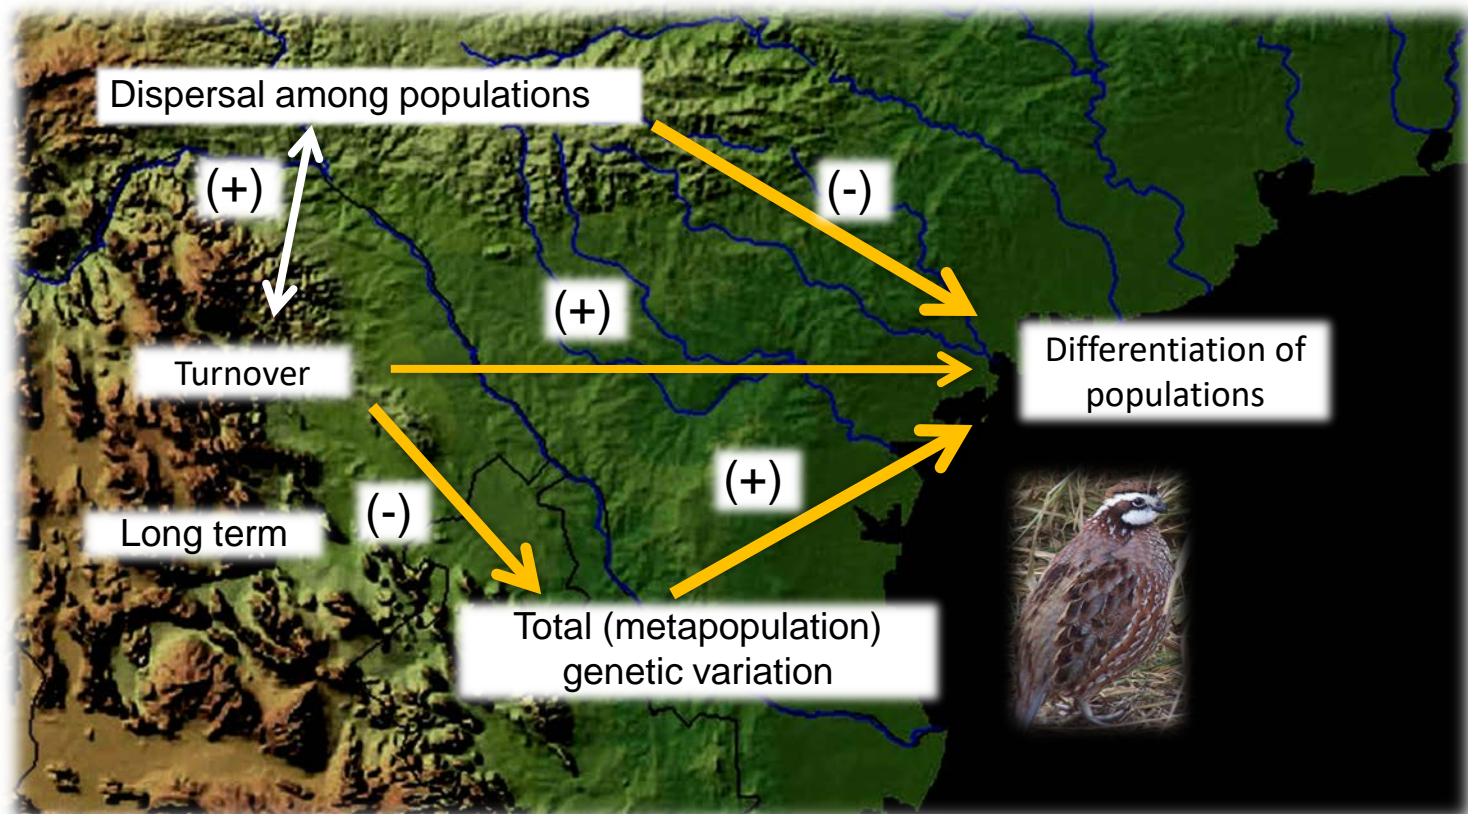 Dispersal among populations
(+)
(-)
(+)
Turnover
Differentiation of
populations
(+)
(-)
Long term
Total (metapopulation)
genetic variation